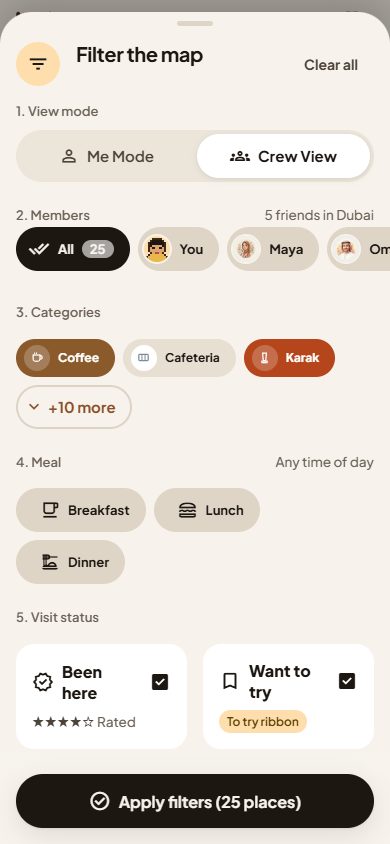 Filter the map
Clear all
1. View mode
Me Mode
Crew View
2. Members
5 friends in Dubai
All 25
You
Maya
Om
3. Categories
Coffee
Cafeteria
Karak
+10 more
4. Meal
Any time of day
Breakfast
Lunch
Dinner
5. Visit status
Been
here
Want to
try
★★★★☆ Rated
To try ribbon
Apply filters (25 places)